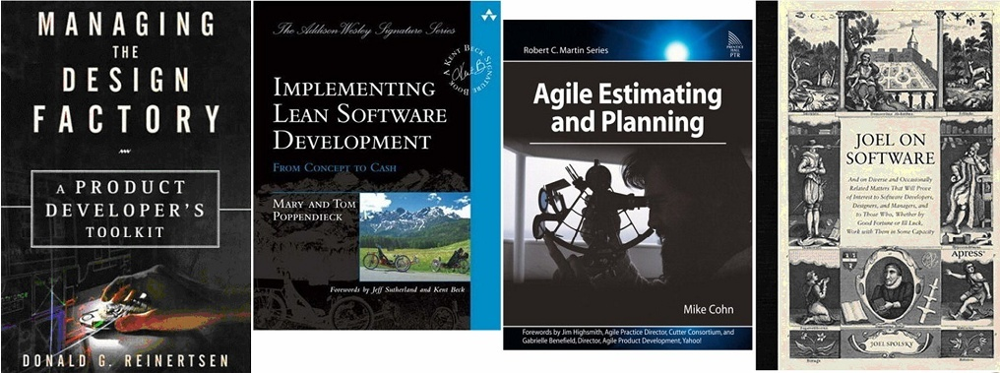 MANAGING
THE
DESIGN
FACTORY
A PRODUCT
DEVELOPER'S
TOOLKIT
DONALD G. REINERTSEN
The Addison Wesley Signature Series
A KENT BECK SIGNATURE BOOK
IMPLEMENTING
LEAN SOFTWARE
DEVELOPMENT
FROM CONCEPT TO CASH
MARY AND TOM
POPPENDIECK
Forewords by Jeff Sutherland and Kent Beck
Robert C. Martin Series
PRENTICE
HALL
PTR
Agile Estimating
and Planning
Mike Cohn
Forewords by Jim Highsmith, Agile Practice Director, Cutter Consortium, and
Gabrielle Benefield, Director, Agile Product Development, Yahoo!
JOEL ON
SOFTWARE
And on Diverse and Occasionally
Related Matters That Will Prove
of Interest to Software Developers,
Designers, and Managers, and
to Those Who, Whether by
Good Fortune or Ill Luck,
Work with Them in Some Capacity
Apress®
JOEL SPOLSKY